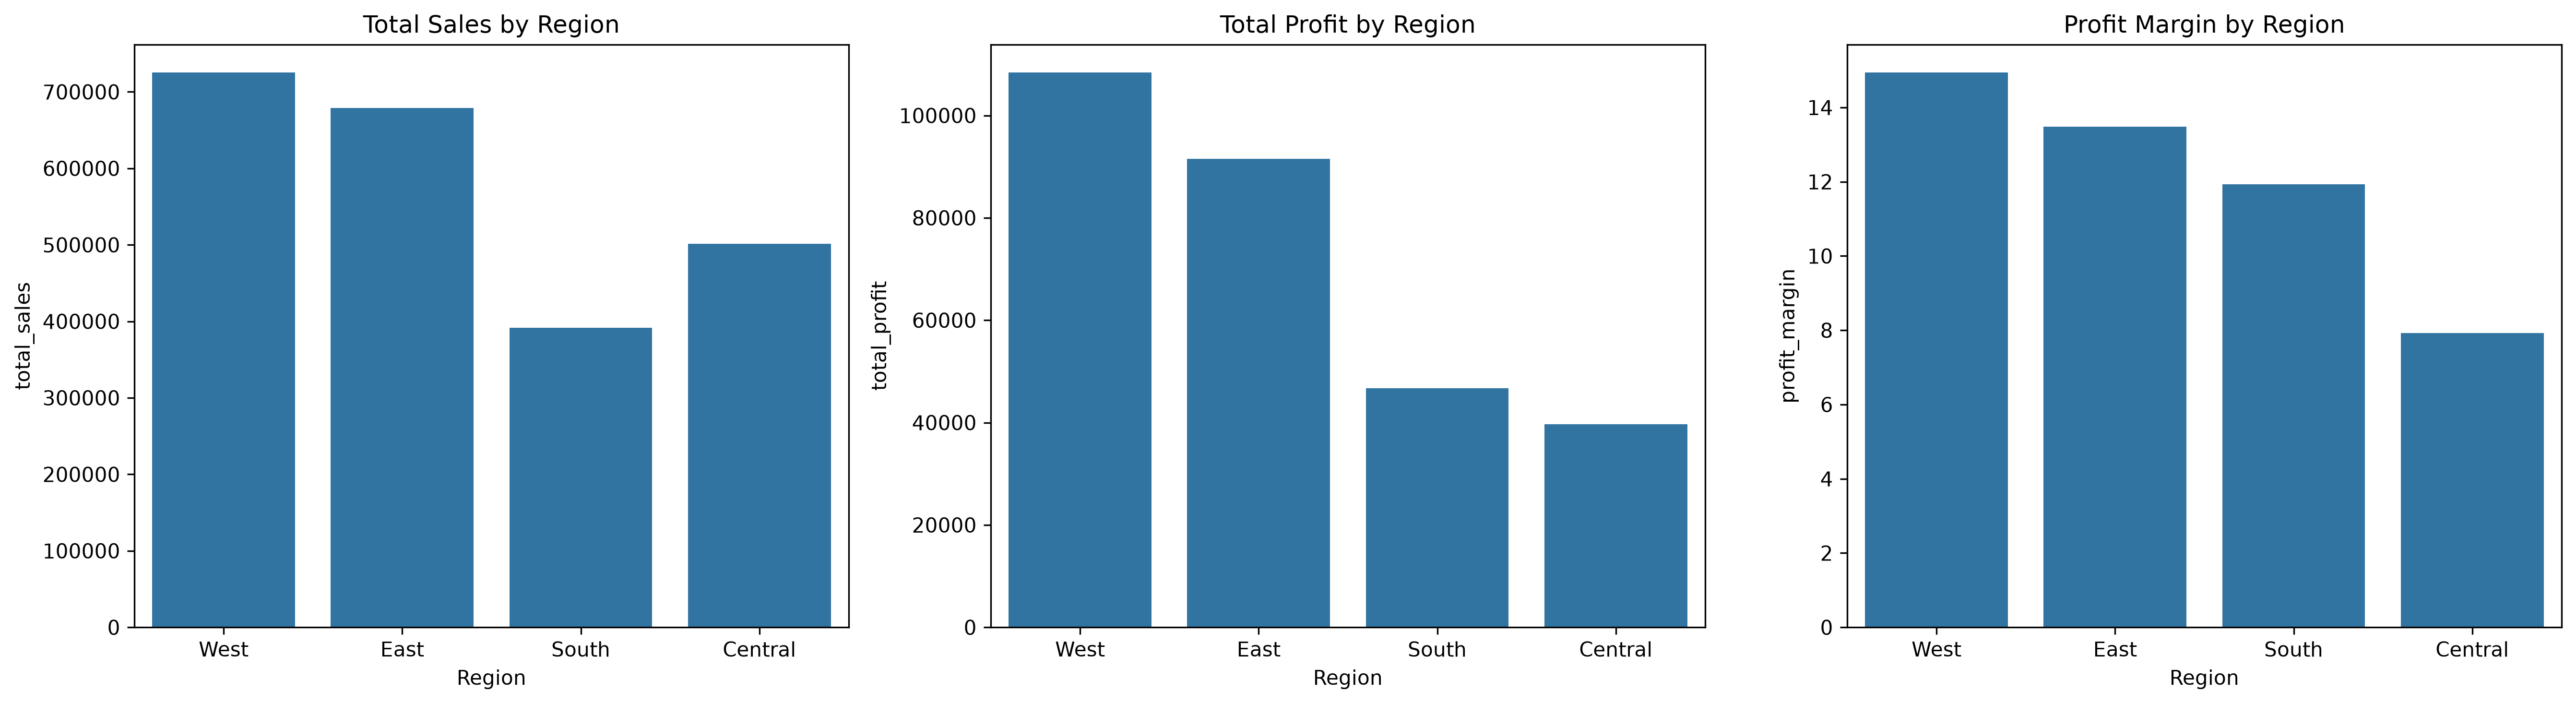 Total Sales by Region
total_sales
700000
600000
500000
400000
300000
200000
100000
0
West East South Central
Region
Total Profit by Region
total_profit
100000
80000
60000
40000
20000
0
West East South Central
Region
Profit Margin by Region
profit_margin
14
12
10
8
6
4
2
0
West East South Central
Region